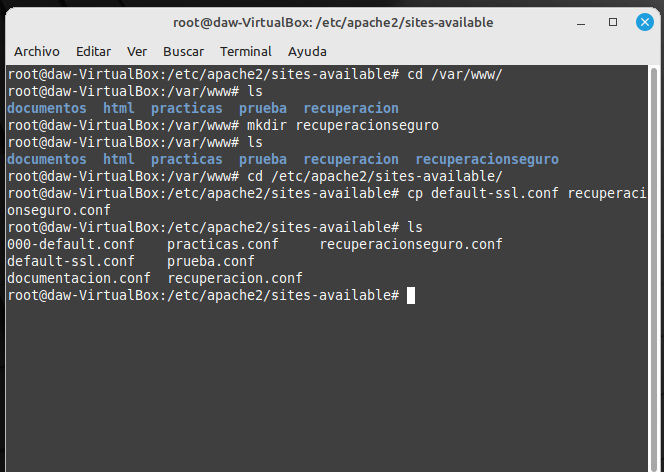 root@daw-VirtualBox: /etc/apache2/sites-available
Archivo Editar Ver Buscar Terminal Ayuda
root@daw-VirtualBox:/etc/apache2/sites-available# cd /var/www/
root@daw-VirtualBox:/var/www# ls
documentos  html  practicas  prueba  recuperacion
root@daw-VirtualBox:/var/www# mkdir recuperacionseguro
root@daw-VirtualBox:/var/www# ls
documentos  html  practicas  prueba  recuperacion  recuperacionseguro
root@daw-VirtualBox:/var/www# cd /etc/apache2/sites-available/
root@daw-VirtualBox:/etc/apache2/sites-available# cp default-ssl.conf recuperaci
onseguro.conf
root@daw-VirtualBox:/etc/apache2/sites-available# ls
000-default.conf    practicas.conf     recuperacionseguro.conf
default-ssl.conf    prueba.conf
documentacion.conf  recuperacion.conf
root@daw-VirtualBox:/etc/apache2/sites-available#